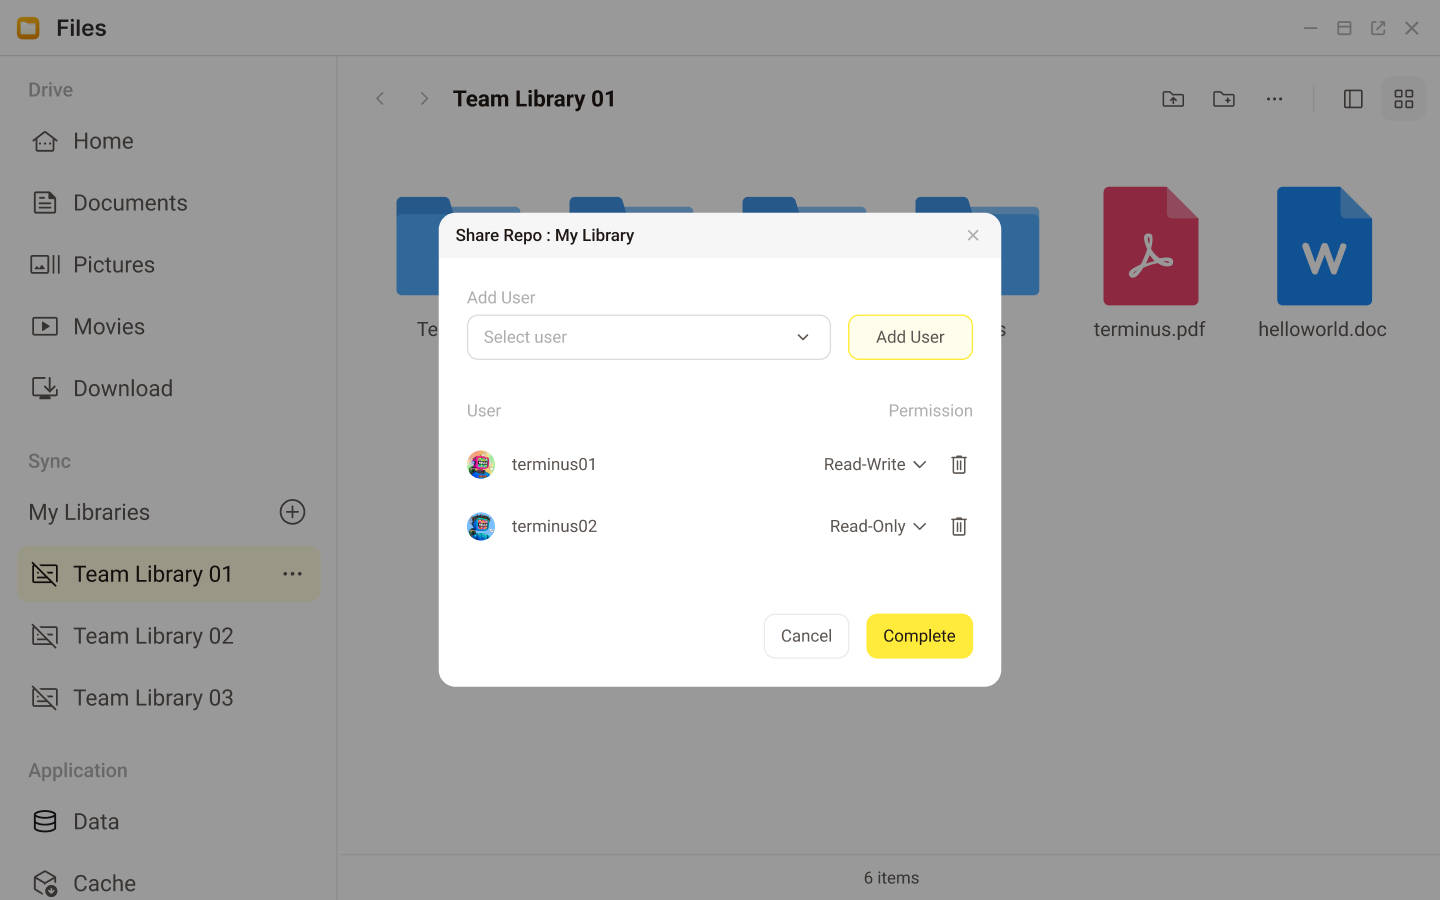 Files
Drive
Home
Documents
Pictures
Movies
Download
Sync
My Libraries
Team Library 01
Team Library 02
Team Library 03
Application
Data
Cache
Team Library 01
terminus.pdf
helloworld.doc
6 items
Share Repo : My Library
Add User
Select user
Add User
User Permission
terminus01 Read-Write
terminus02 Read-Only
Cancel Complete